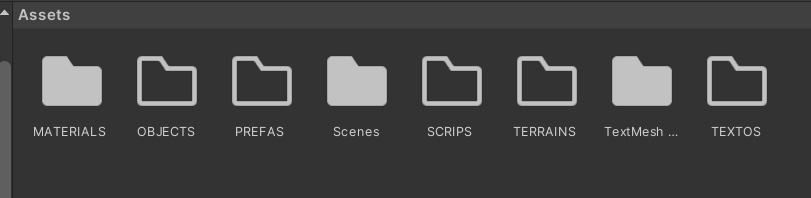 Assets
MATERIALS OBJECTS PREFAS Scenes SCRIPS TERRAINS TextMesh ... TEXTOS